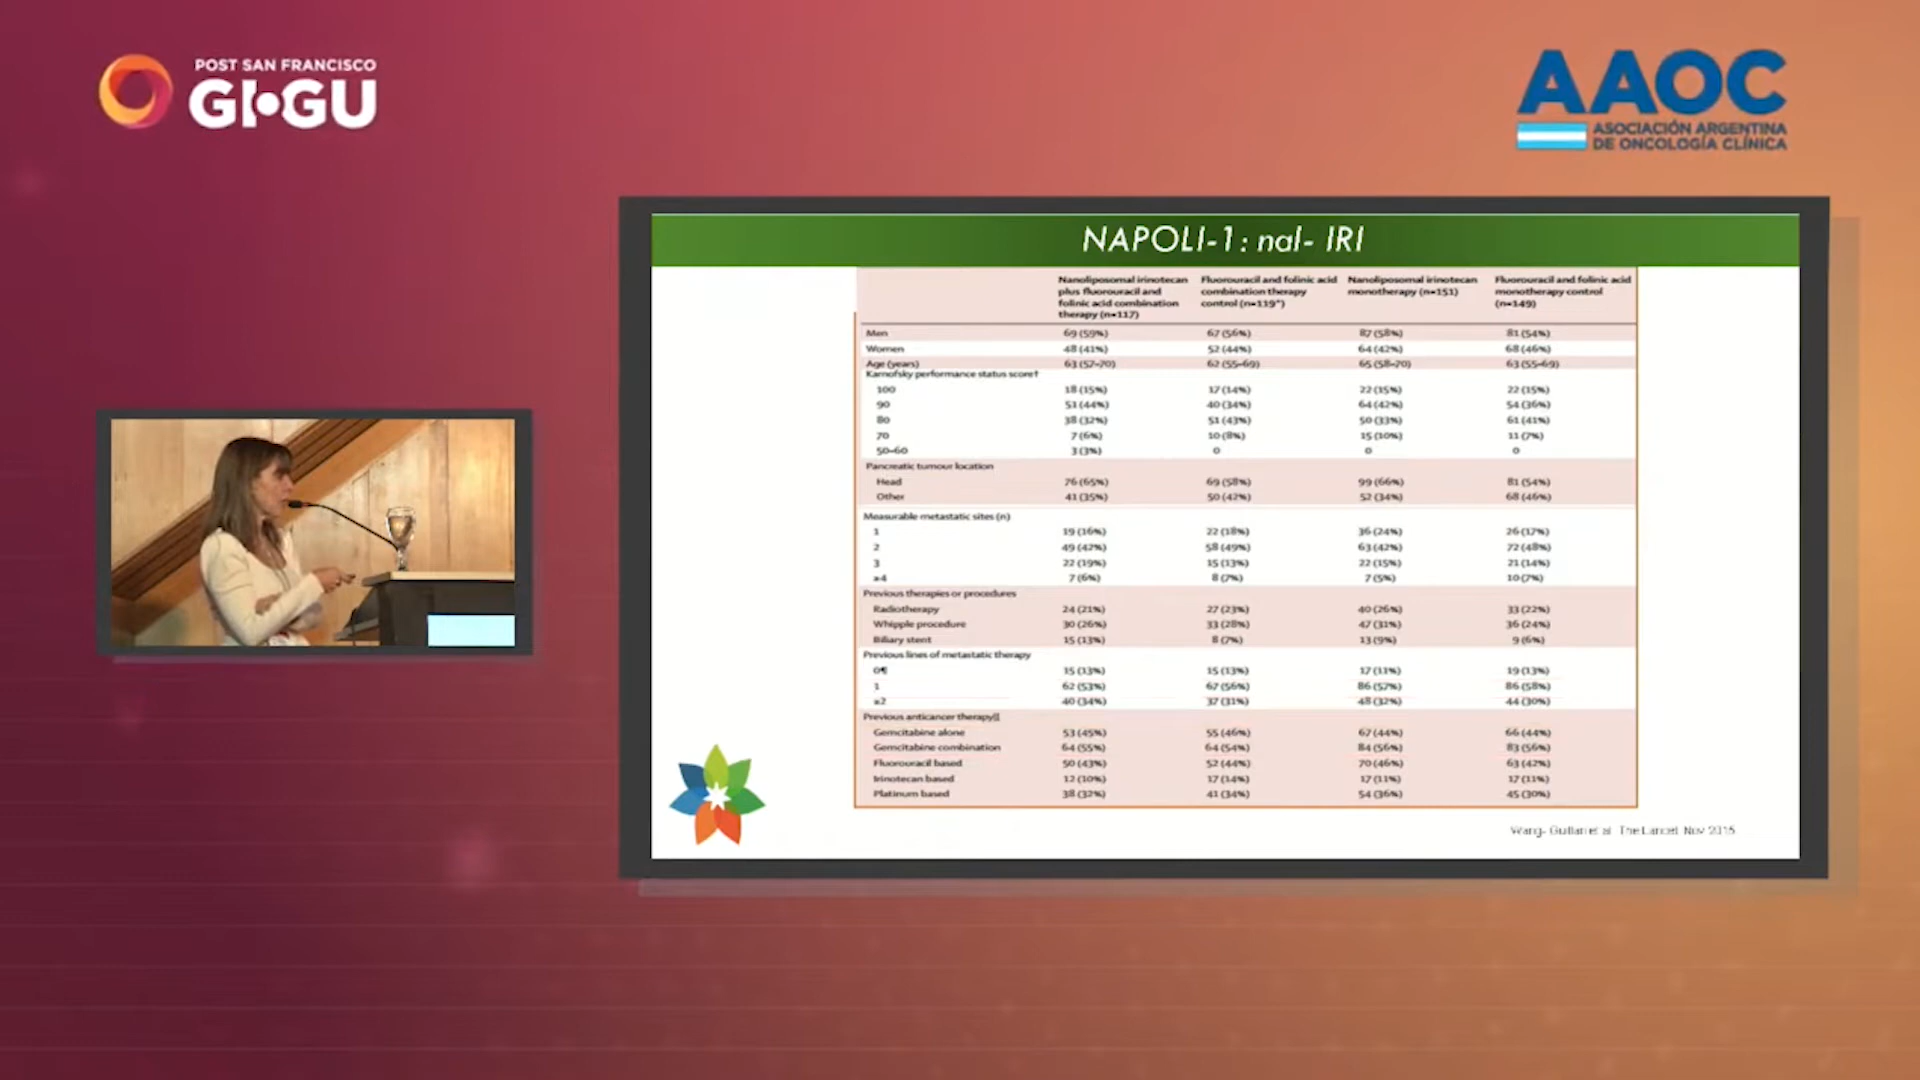 POST SAN FRANCISCO
GI•GU
AAOC
ASOCIACIÓN ARGENTINA
DE ONCOLOGÍA CLÍNICA
NAPOLI-1: nal- IRI
Nanoliposomal irinotecan plus fluorouracil and folinic acid combination therapy (n=117) Fluorouracil and folinic acid combination therapy control (n=119*) Nanoliposomal irinotecan monotherapy (n=151) Fluorouracil and folinic acid monotherapy control (n=149)
Men 69 (59%) 67 (56%) 87 (58%) 81 (54%)
Women 48 (41%) 52 (44%) 64 (42%) 68 (46%)
Age (years) 63 (57–70) 62 (55–69) 65 (58–70) 63 (55–69)
Karnofsky performance status score†
100 18 (15%) 17 (14%) 22 (15%) 22 (15%)
90 51 (44%) 40 (34%) 64 (42%) 54 (36%)
80 38 (32%) 51 (43%) 50 (33%) 61 (41%)
70 7 (6%) 10 (8%) 15 (10%) 11 (7%)
50–60 3 (3%) 0 0 0
Pancreatic tumour location
Head 76 (65%) 69 (58%) 99 (66%) 81 (54%)
Other 41 (35%) 50 (42%) 52 (34%) 68 (46%)
Measurable metastatic sites (n)
1 19 (16%) 22 (18%) 36 (24%) 26 (17%)
2 49 (42%) 58 (49%) 63 (42%) 72 (48%)
3 22 (19%) 15 (13%) 22 (15%) 21 (14%)
≥4 7 (6%) 8 (7%) 7 (5%) 10 (7%)
Previous therapies or procedures
Radiotherapy 24 (21%) 27 (23%) 40 (26%) 33 (22%)
Whipple procedure 30 (26%) 33 (28%) 47 (31%) 36 (24%)
Biliary stent 15 (13%) 8 (7%) 13 (9%) 9 (6%)
Previous lines of metastatic therapy
0¶ 15 (13%) 15 (13%) 17 (11%) 19 (13%)
1 62 (53%) 67 (56%) 86 (57%) 86 (58%)
≥2 40 (34%) 37 (31%) 48 (32%) 44 (30%)
Previous anticancer therapy||
Gemcitabine alone 53 (45%) 55 (46%) 67 (44%) 66 (44%)
Gemcitabine combination 64 (55%) 64 (54%) 84 (56%) 83 (56%)
Fluorouracil based 50 (43%) 52 (44%) 70 (46%) 63 (42%)
Irinotecan based 12 (10%) 17 (14%) 17 (11%) 17 (11%)
Platinum based 38 (32%) 41 (34%) 54 (36%) 45 (30%)
Wang- et al The Lancet Nov 2015